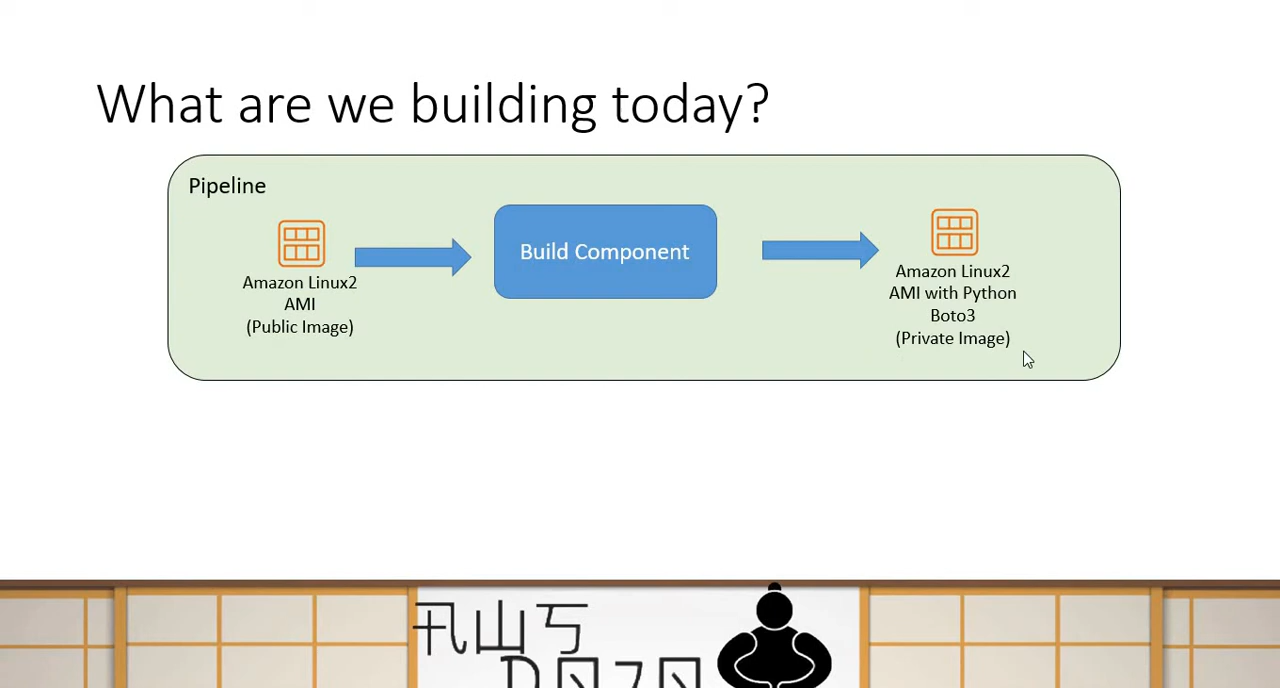 What are we building today?
Pipeline
Amazon Linux2
AMI
(Public Image)
Build Component
Amazon Linux2
AMI with Python
Boto3
(Private Image)